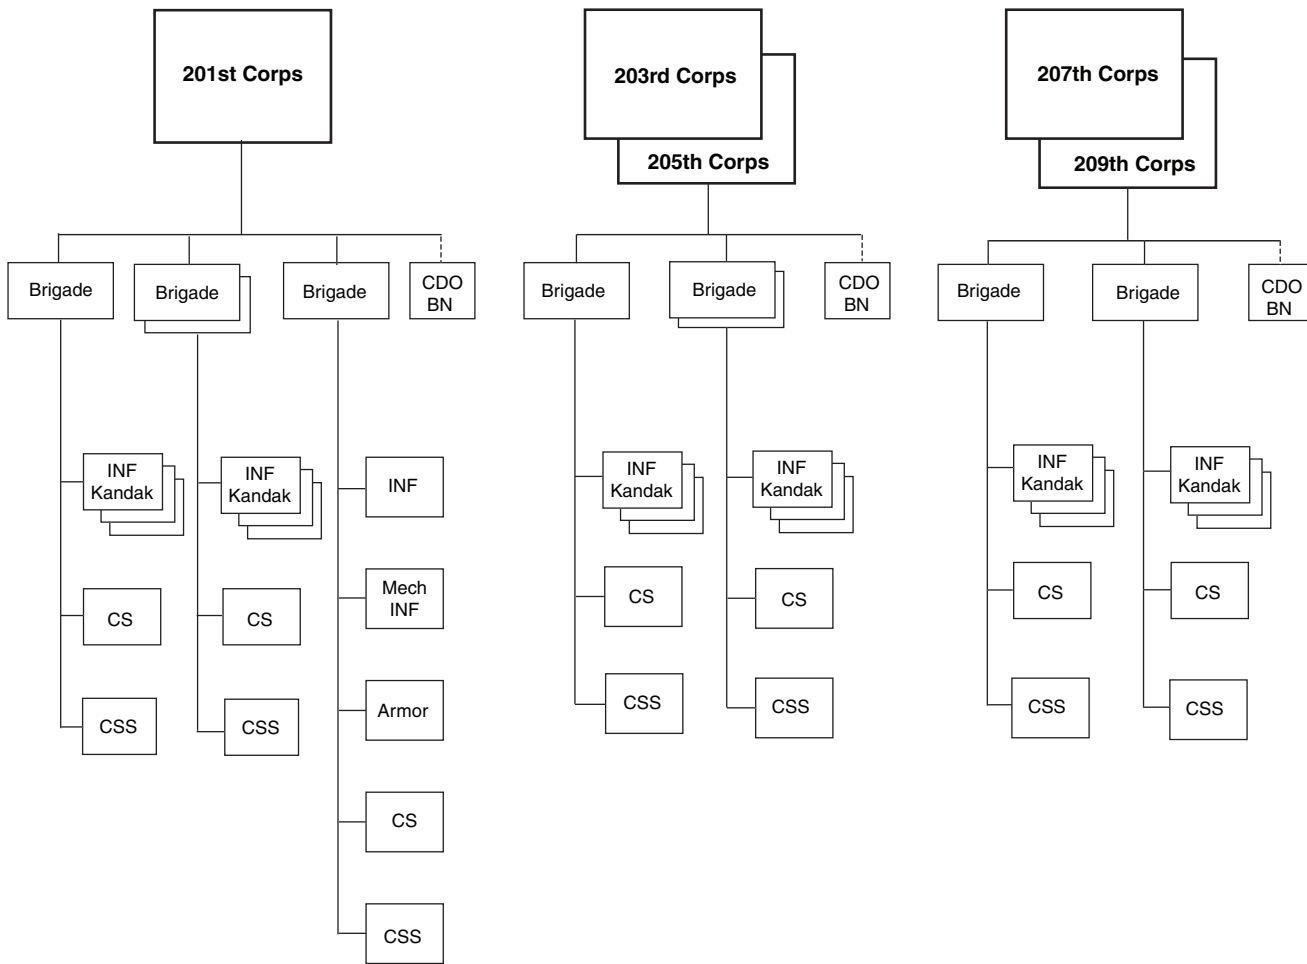 201st Corps
203rd Corps
205th Corps
207th Corps
209th Corps
Brigade
Brigade
Brigade
CDO
BN
Brigade
Brigade
CDO
BN
Brigade
Brigade
CDO
BN
INF
Kandak
INF
Kandak
INF
INF
Kandak
INF
Kandak
INF
Kandak
INF
Kandak
CS
CS
Mech
INF
CS
CS
CS
CS
CSS
CSS
Armor
CSS
CSS
CSS
CSS
CS
CSS